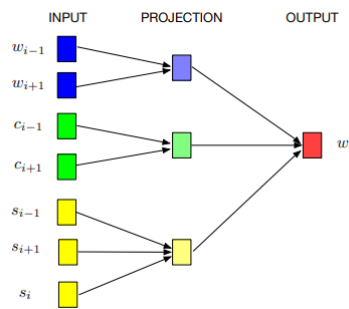 INPUT PROJECTION OUTPUT
w_{i-1}
w_{i+1}
c_{i-1}
w
c_{i+1}
s_{i-1}
s_{i+1}
s_i